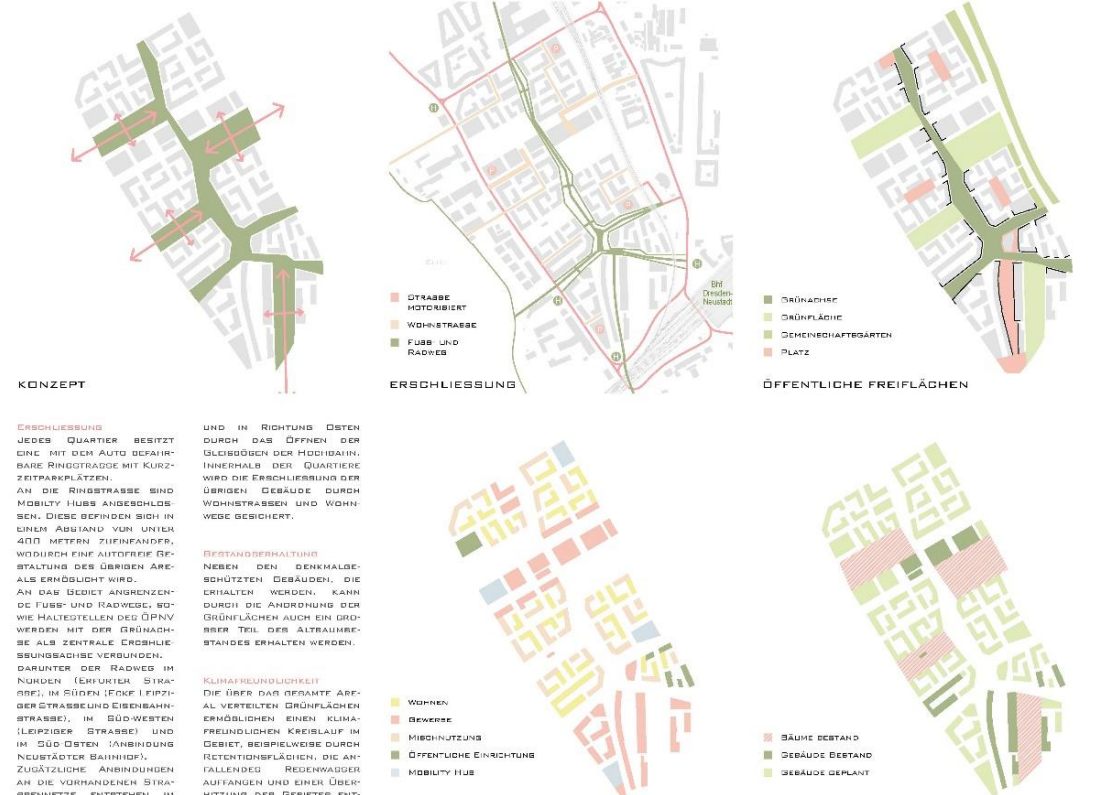 H
P
P
H
P
P
H
H
H
Bhf
Dresden-
Neustadt
STRASSE
MOTORISIERT
WOHNSTRASSE
FUSS- UND
RADWEG
GRÜNACHSE
GRÜNFLÄCHE
GEMEINSCHAFTSGÄRTEN
PLATZ
KONZEPT
ERSCHLIESSUNG
ÖFFENTLICHE FREIFLÄCHEN
ERSCHLIESSUNG
JEDES QUARTIER BESITZT
EINE MIT DEM AUTO BEFAHR-
BARE RINGSTRASSE MIT KURZ-
ZEITPARKPLÄTZEN.
AN DIE RINGSTRASSE SIND
MOBILTY HUBS ANGESCHLOS-
SEN. DIESE BEFINDEN SICH IN
EINEM ABSTAND VON UNTER
400 METERN ZUEINANDER,
WODURCH EINE AUTOFREIE GE-
STALTUNG DES ÜBRIGEN ARE-
ALS ERMÖGLICHT WIRD.
AN DAS GEBIET ANGRENZEN-
DE FUSS- UND RADWEGE, SO-
WIE HALTESTELLEN DES ÖPNV
WERDEN MIT DER GRÜNACH-
SE ALS ZENTRALE ERCSHLIE-
SSUNGSACHSE VERBUNDEN.
DARUNTER DER RADWEG IM
NORDEN (ERFURTER STRA-
SSE), IM SÜDEN (ECKE LEIPZI-
GER STRASSE UND EISENBAHN-
STRASSE), IM SÜD-WESTEN
(LEIPZIGER STRASSE) UND
IM SÜD-OSTEN (ANBINDUNG
NEUSTÄDTER BAHNHOF).
ZUSÄTZLICHE ANBINDUNGEN
AN DIE VORHANDENEN STRA-
SSENNETZE ENTSTEHEN IM
UND IN RICHTUNG OSTEN
DURCH DAS ÖFFNEN DER
GLEISBÖGEN DER HOCHBAHN.
INNERHALB DER QUARTIERE
WIRD DIE ERSCHLIESSUNG DER
ÜBRIGEN GEBÄUDE DURCH
WOHNSTRASSEN UND WOHN-
WEGE GESICHERT.
BESTANDSERHALTUNG
NEBEN DEN DENKMALGE-
SCHÜTZTEN GEBÄUDEN, DIE
ERHALTEN WERDEN, KANN
DURCH DIE ANORDNUNG DER
GRÜNFLÄCHEN AUCH EIN GRO-
SSER TEIL DES ALTBAUMBE-
STANDES ERHALTEN WERDEN.
KLIMAFREUNDLICHKEIT
DIE ÜBER DAS GESAMTE ARE-
AL VERTEILTEN GRÜNFLÄCHEN
ERMÖGLICHEN EINEN KLIMA-
FREUNDLICHEN KREISLAUF IM
GEBIET, BEISPIELWEISE DURCH
RETENTIONSFLÄCHEN, DIE AN-
FALLENDES REGENWASSER
AUFFANGEN UND EINER ÜBER-
HITZUNG DES GEBIETES ENT-
WOHNEN
GEWERBE
MISCHNUTZUNG
ÖFFENTLICHE EINRICHTUNG
MOBILITY HUB
BÄUME BESTAND
GEBÄUDE BESTAND
GEBÄUDE GEPLANT